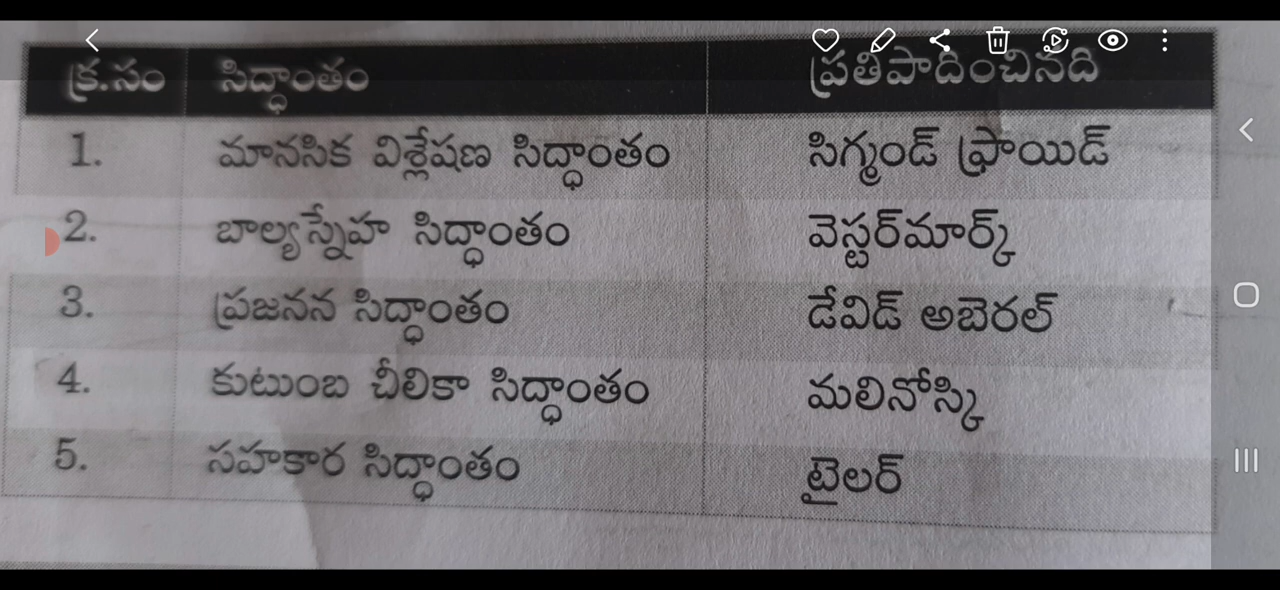 క్ర.సం సిద్ధాంతం ప్రతిపాదించినది
1. మానసిక విశ్లేషణ సిద్ధాంతం సిగ్మండ్ ఫ్రాయిడ్
2. బాల్యస్నేహ సిద్ధాంతం వెస్టర్‌మార్క్
3. ప్రజనన సిద్ధాంతం డేవిడ్ అబెరల్
4. కుటుంబ చీలికా సిద్ధాంతం మలినోస్కి
5. సహకార సిద్ధాంతం టైలర్